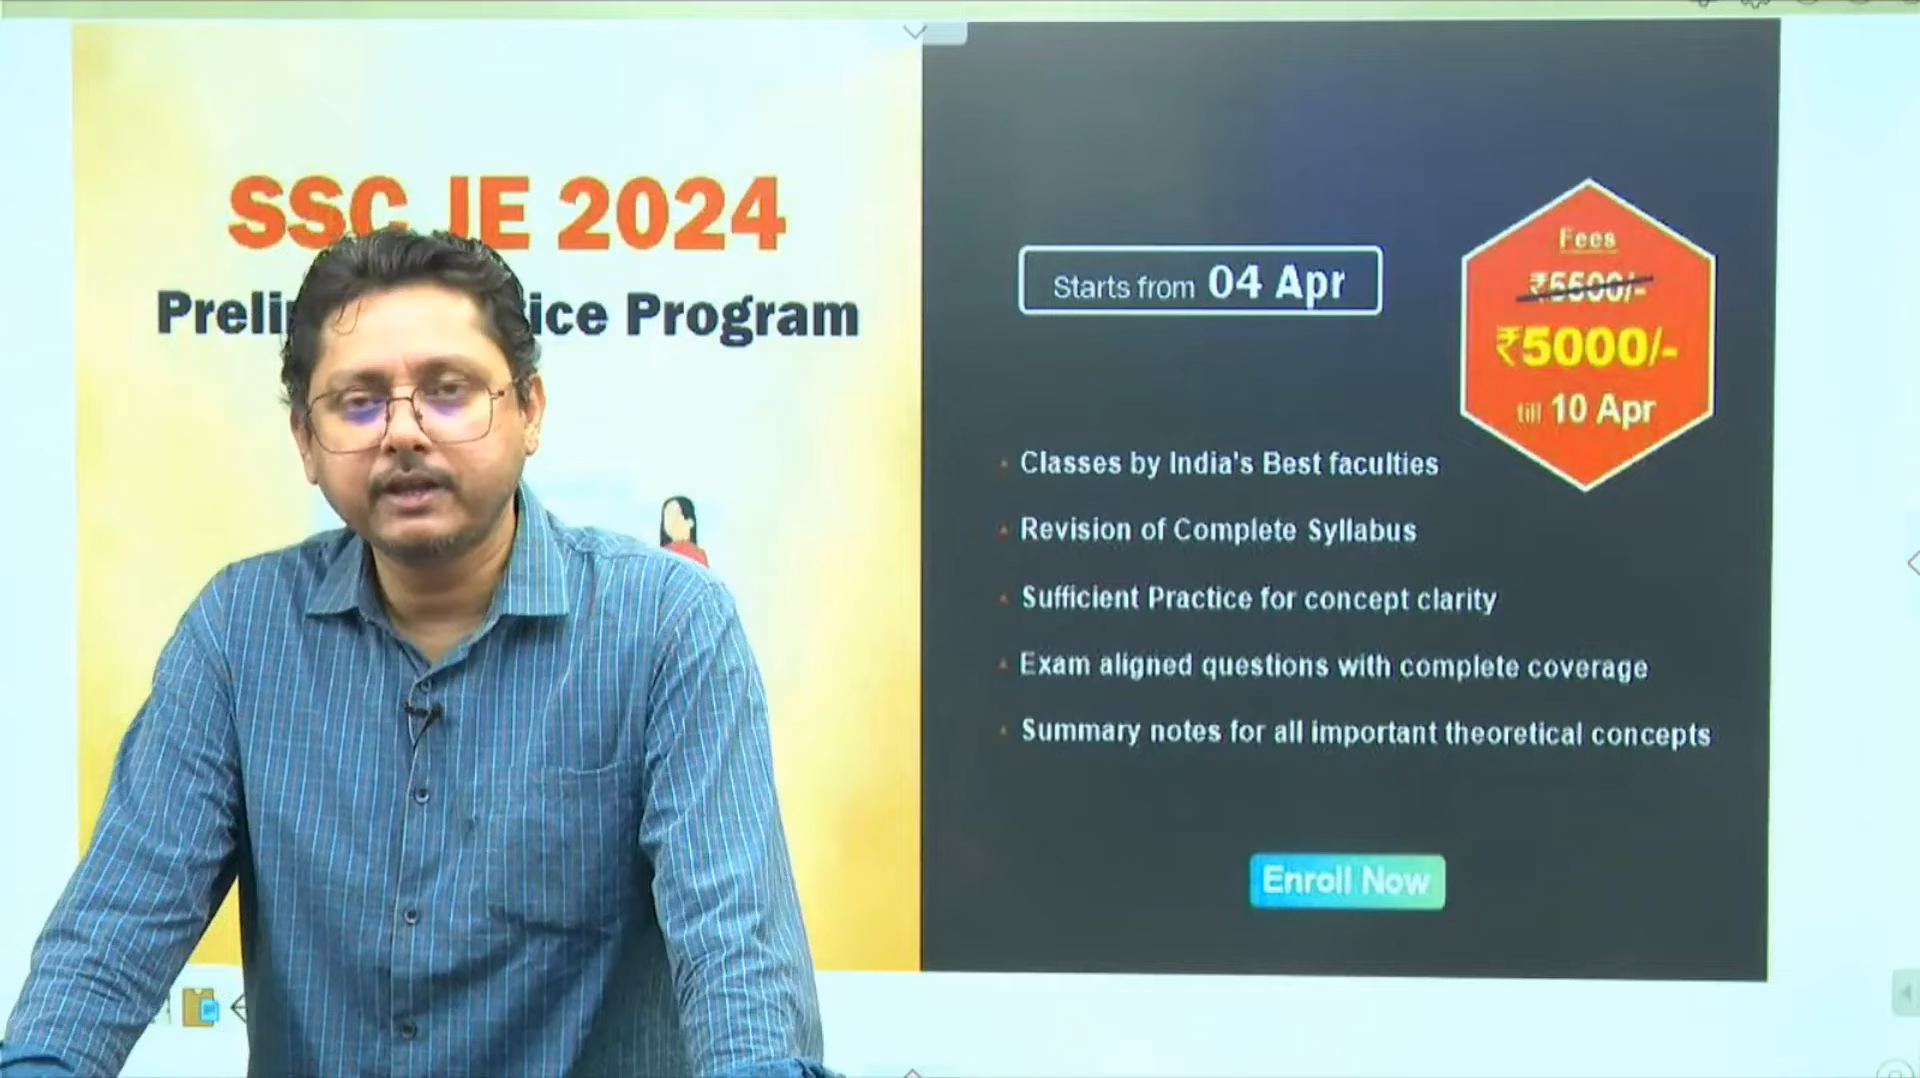 SSC JE 2024
Preli ice Program
Starts from 04 Apr
Fees
₹5500/-
₹5000/-
till 10 Apr
Classes by India's Best faculties
Revision of Complete Syllabus
Sufficient Practice for concept clarity
Exam aligned questions with complete coverage
Summary notes for all important theoretical concepts
Enroll Now